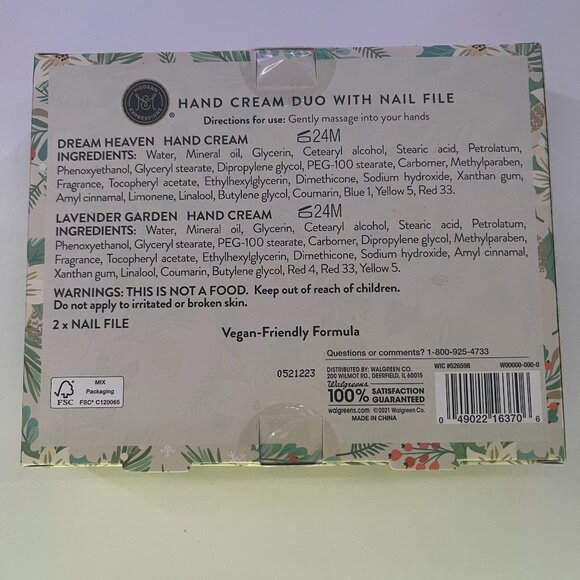 MODERN EXPRESSIONS
HAND CREAM DUO WITH NAIL FILE
Directions for use: Gently massage into your hands
DREAM HEAVEN HAND CREAM 24M
INGREDIENTS: Water, Mineral oil, Glycerin, Cetearyl alcohol, Stearic acid, Petrolatum,
Phenoxyethanol, Glyceryl stearate, Dipropylene glycol, PEG-100 stearate, Carbomer, Methylparaben,
Fragrance, Tocopheryl acetate, Ethylhexylglycerin, Dimethicone, Sodium hydroxide, Xanthan gum,
Amyl cinnamal, Limonene, Linalool, Butylene glycol, Coumarin, Blue 1, Yellow 5, Red 33.
LAVENDER GARDEN HAND CREAM 24M
INGREDIENTS: Water, Mineral oil, Glycerin, Cetearyl alcohol, Stearic acid, Petrolatum,
Phenoxyethanol, Glyceryl stearate, PEG-100 stearate, Carbomer, Dipropylene glycol, Methylparaben,
Fragrance, Tocopheryl acetate, Ethylhexylglycerin, Dimethicone, Sodium hydroxide, Amyl cinnamal,
Xanthan gum, Linalool, Coumarin, Butylene glycol, Red 4, Red 33, Yellow 5.
WARNINGS: THIS IS NOT A FOOD. Keep out of reach of children.
Do not apply to irritated or broken skin.
2 x NAIL FILE
Vegan-Friendly Formula
Questions or comments? 1-800-925-4733
0521223
DISTRIBUTED BY: WALGREEN CO.
200 WILMOT RD., DEERFIELD, IL 60015
Walgreens
100% SATISFACTION GUARANTEED
walgreens.com ©2021 Walgreen Co.
MADE IN CHINA
WIC #526598 W00000-000-0
0 49022 16370 6
FSC
MIX
Packaging
FSC® C120065